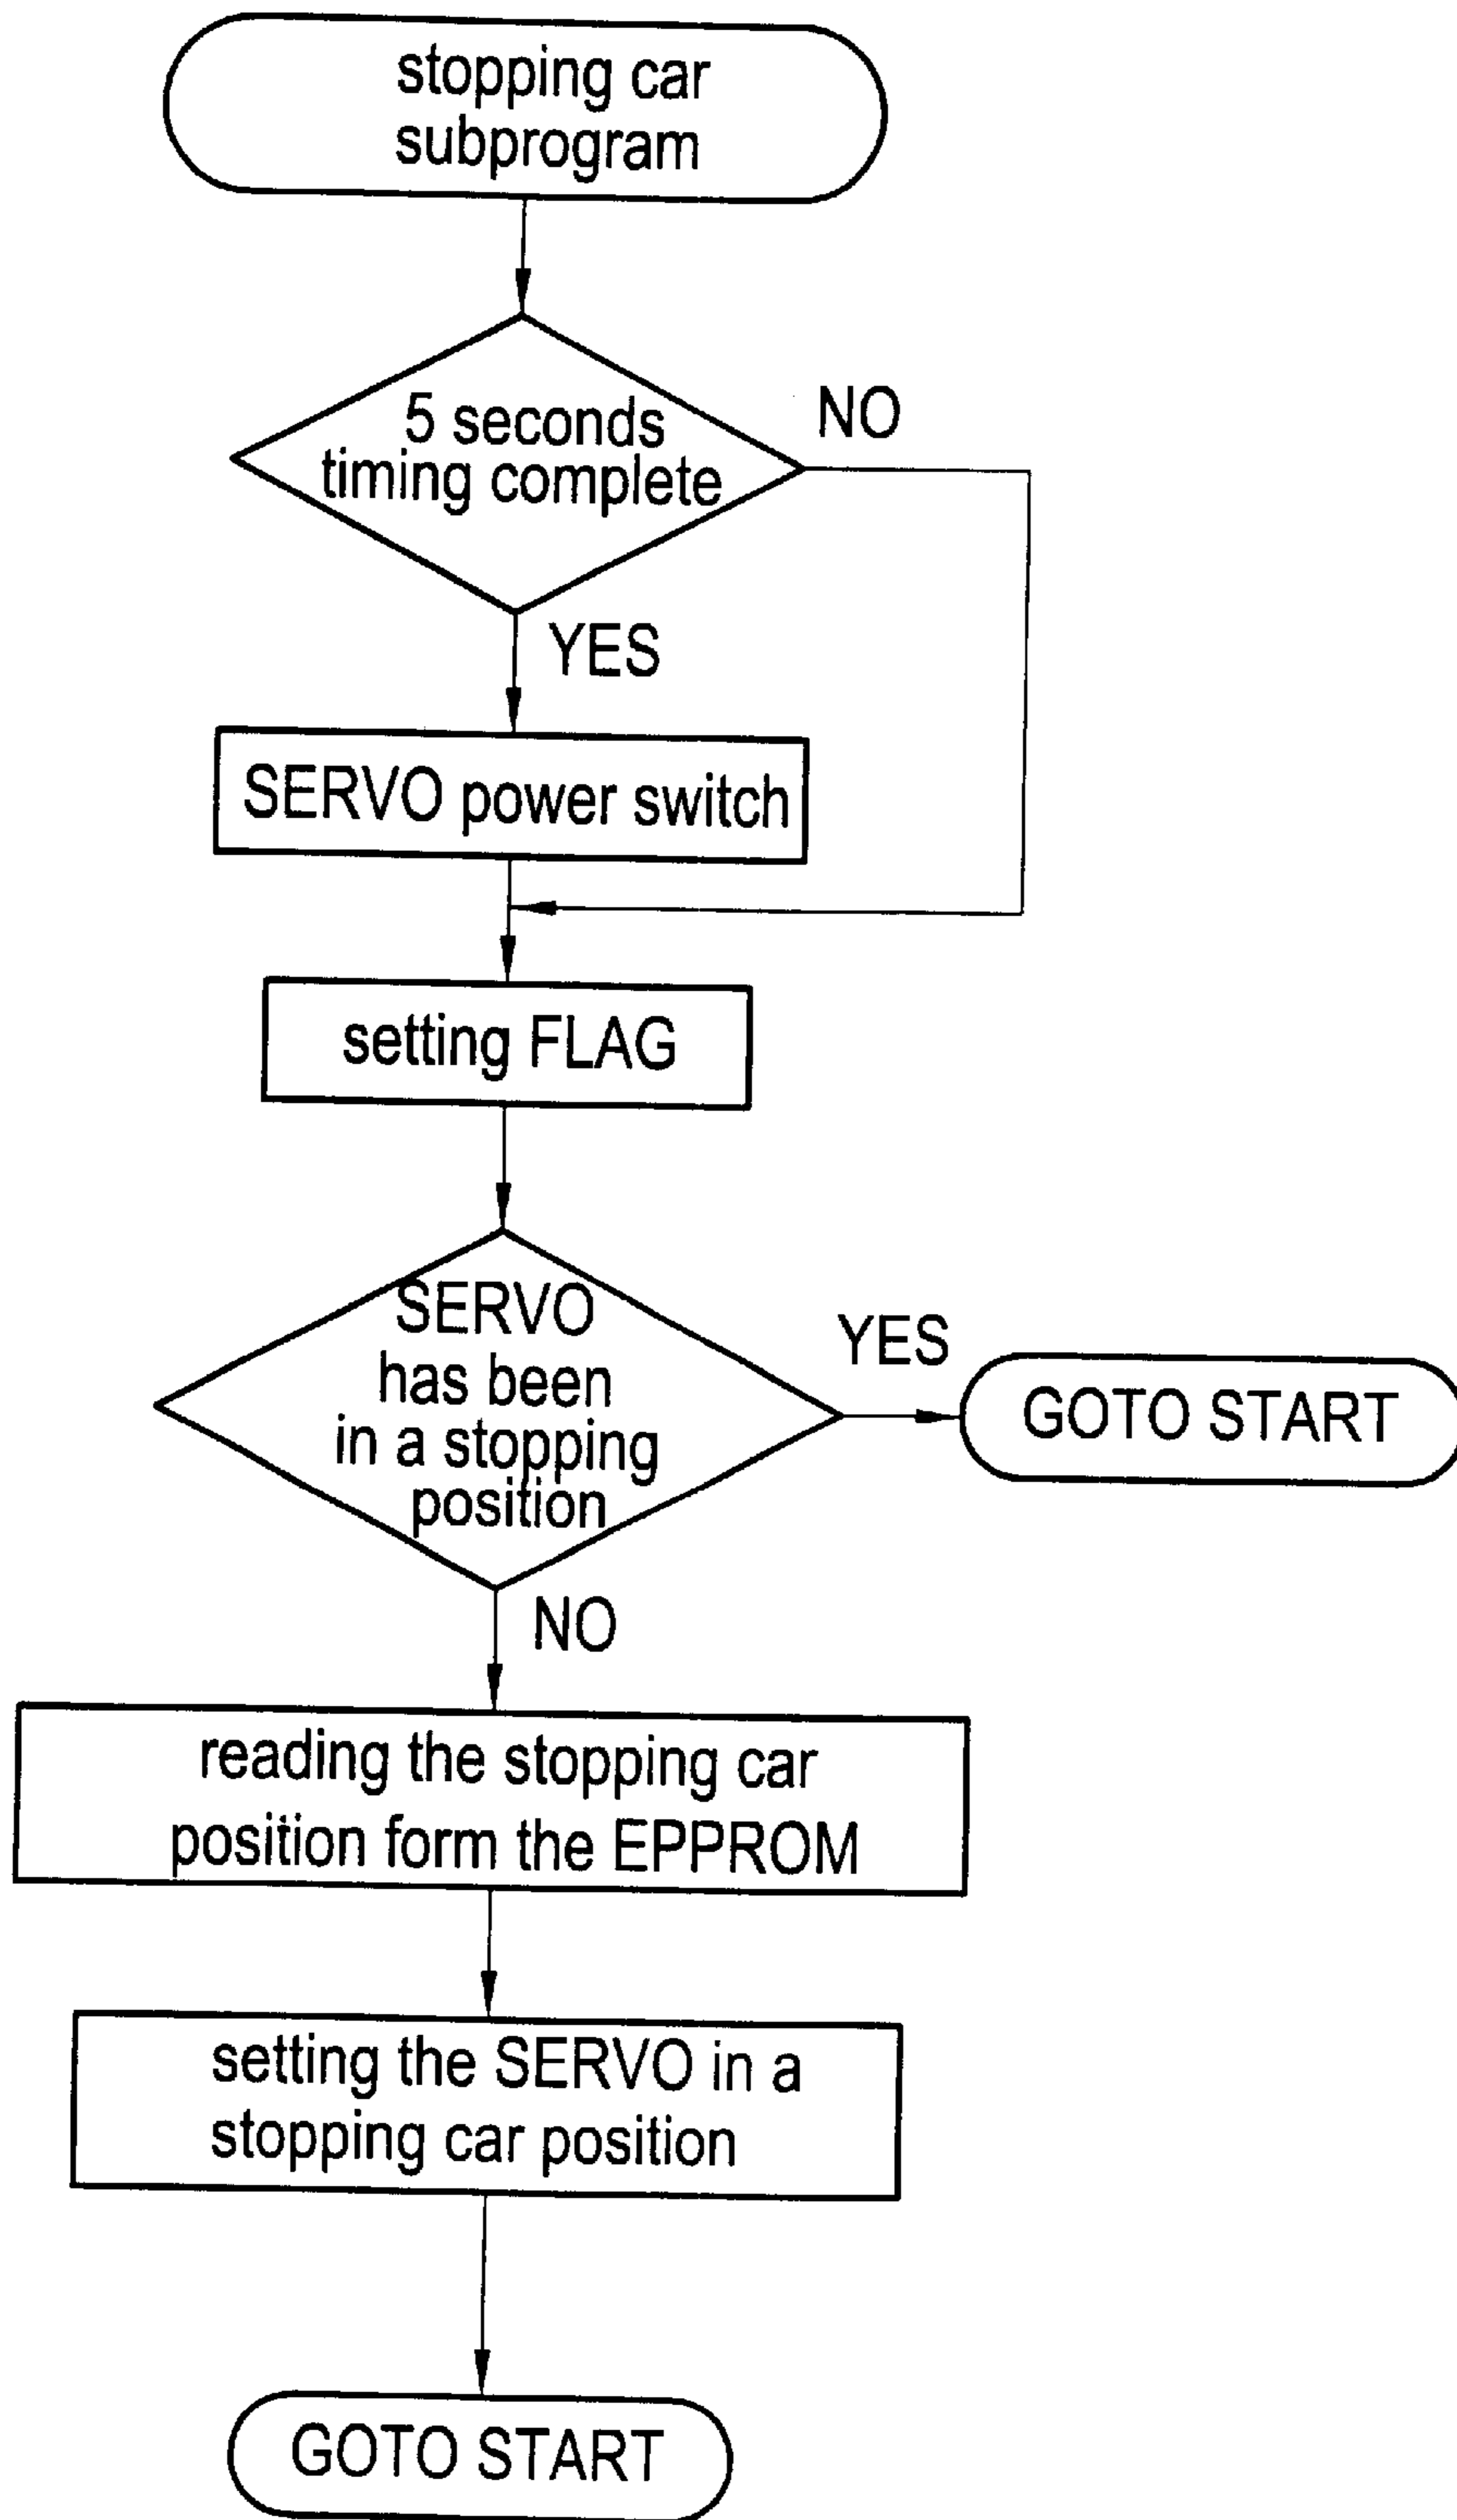 stopping car
subprogram
5 seconds
timing complete
NO
YES
SERVO power switch
setting FLAG
SERVO
has been
in a stopping
position
YES
GOTO START
NO
reading the stopping car
position form the EPPROM
setting the SERVO in a
stopping car position
GOTO START